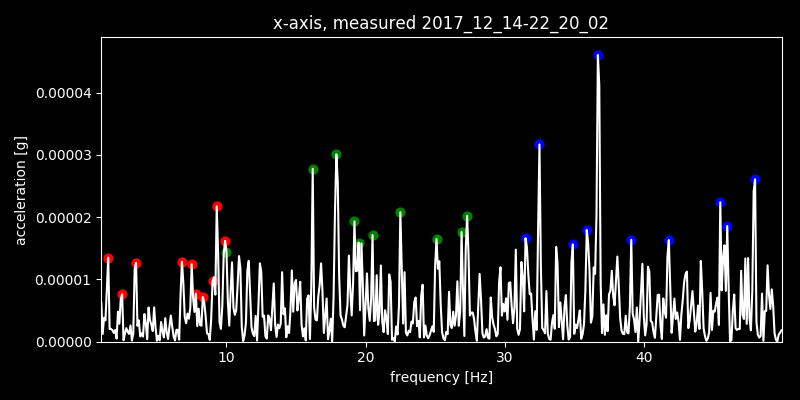 x-axis, measured 2017_12_14-22_20_02
acceleration [g]
0.00004
0.00003
0.00002
0.00001
0.00000
10 20 30 40
frequency [Hz]